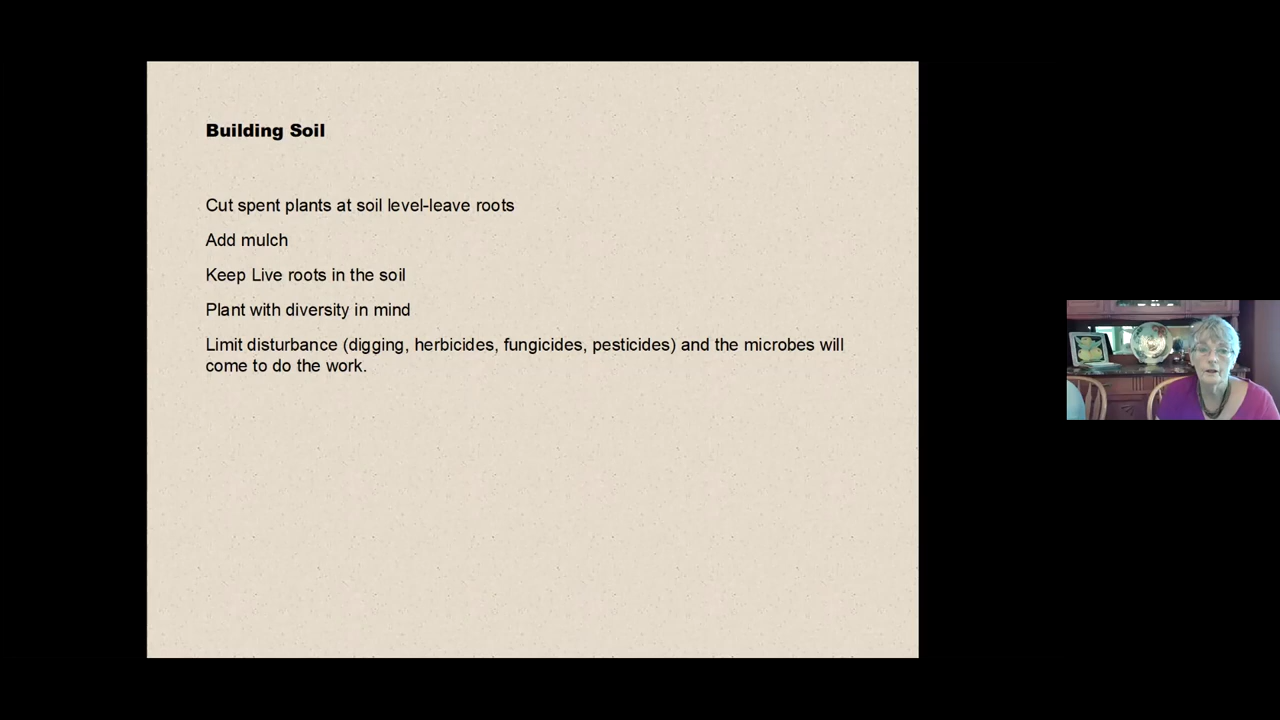 Building Soil
Cut spent plants at soil level-leave roots
Add mulch
Keep Live roots in the soil
Plant with diversity in mind
Limit disturbance (digging, herbicides, fungicides, pesticides) and the microbes will
come to do the work.